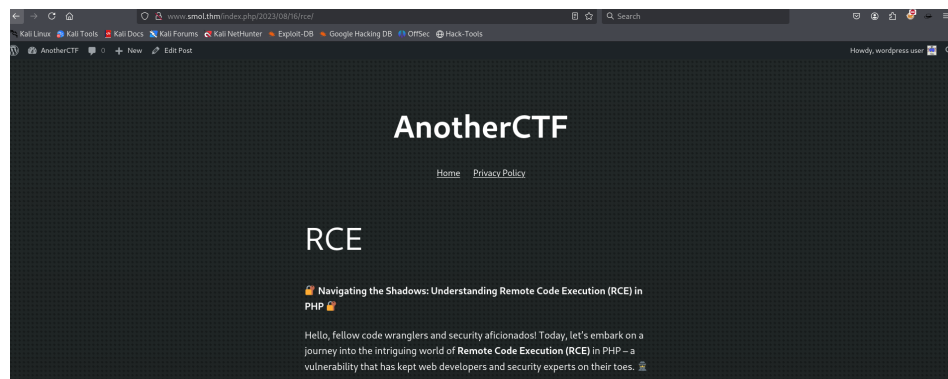 www.smol.thm/index.php/2023/08/16/rce/
Search
Kali Linux Kali Tools Kali Docs Kali Forums Kali NetHunter Exploit-DB Google Hacking DB OffSec Hack-Tools
AnotherCTF 0 + New Edit Post Howdy, wordpress user
AnotherCTF
Home Privacy Policy
RCE
🔐 Navigating the Shadows: Understanding Remote Code Execution (RCE) in
PHP 🔐
Hello, fellow code wranglers and security aficionados! Today, let's embark on a
journey into the intriguing world of Remote Code Execution (RCE) in PHP – a
vulnerability that has kept web developers and security experts on their toes.